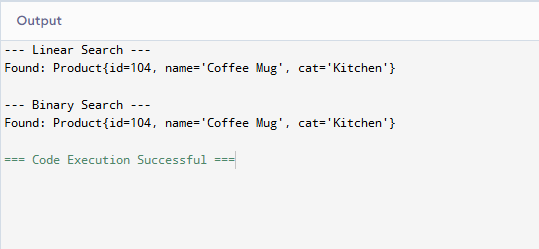 Output
--- Linear Search ---
Found: Product{id=104, name='Coffee Mug', cat='Kitchen'}
--- Binary Search ---
Found: Product{id=104, name='Coffee Mug', cat='Kitchen'}
=== Code Execution Successful ===